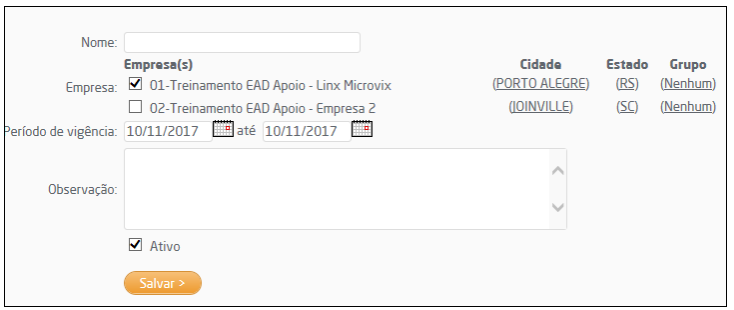 Nome:
Empresa(s) Cidade Estado Grupo
Empresa: 01-Treinamento EAD Apoio - Linx Microvix (PORTO ALEGRE) (RS) (Nenhum)
02-Treinamento EAD Apoio - Empresa 2 (JOINVILLE) (SC) (Nenhum)
Período de vigência: 10/11/2017 até 10/11/2017
Observação:
Ativo
Salvar >